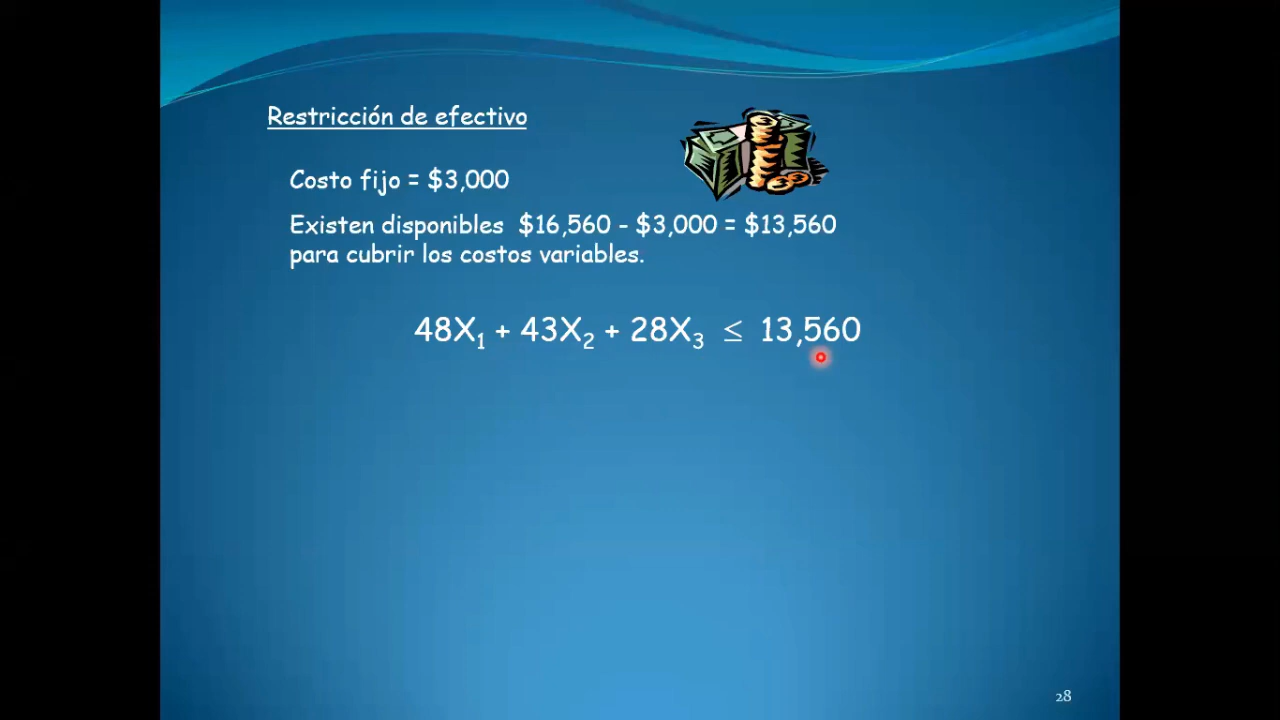 Restricción de efectivo
Costo fijo = $3,000
Existen disponibles $16,560 - $3,000 = $13,560
para cubrir los costos variables.
48X₁ + 43X₂ + 28X₃ ≤ 13,560
28